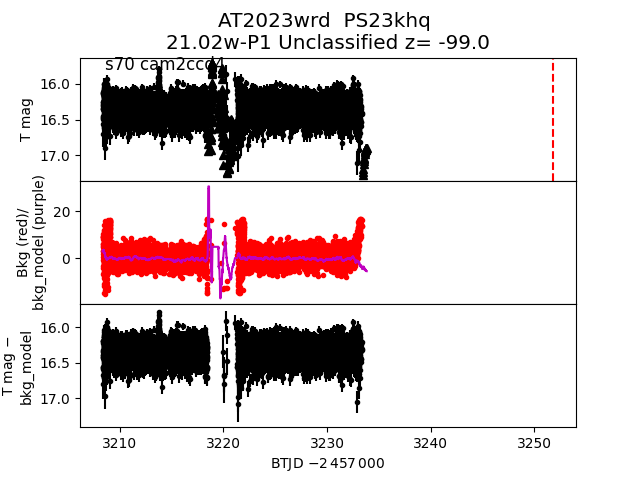 AT2023wrd  PS23khq
21.02w-P1 Unclassified z= -99.0
s70 cam2ccd4
T mag
16.0
16.5
17.0
Bkg (red)/
bkg_model (purple)
20
0
T mag −
bkg_model
16.0
16.5
17.0
3210 3220 3230 3240 3250
BTJD −2 457 000